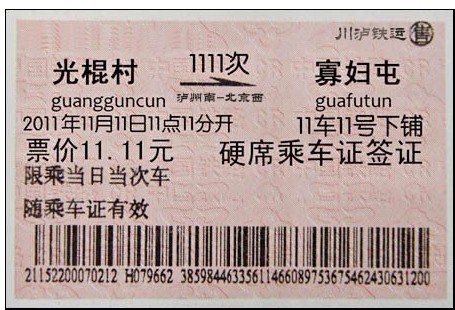 川泸铁运 售
光棍村 1111次 寡妇屯
guangguncun 泸州南-北京西 guafutun
2011年11月11日11点11分开 11车11号下铺
票价11.11元 硬席乘车证签证
限乘当日当次车
随乘车证有效
21152200070212 H079662 38598446335611466089753675462430631200